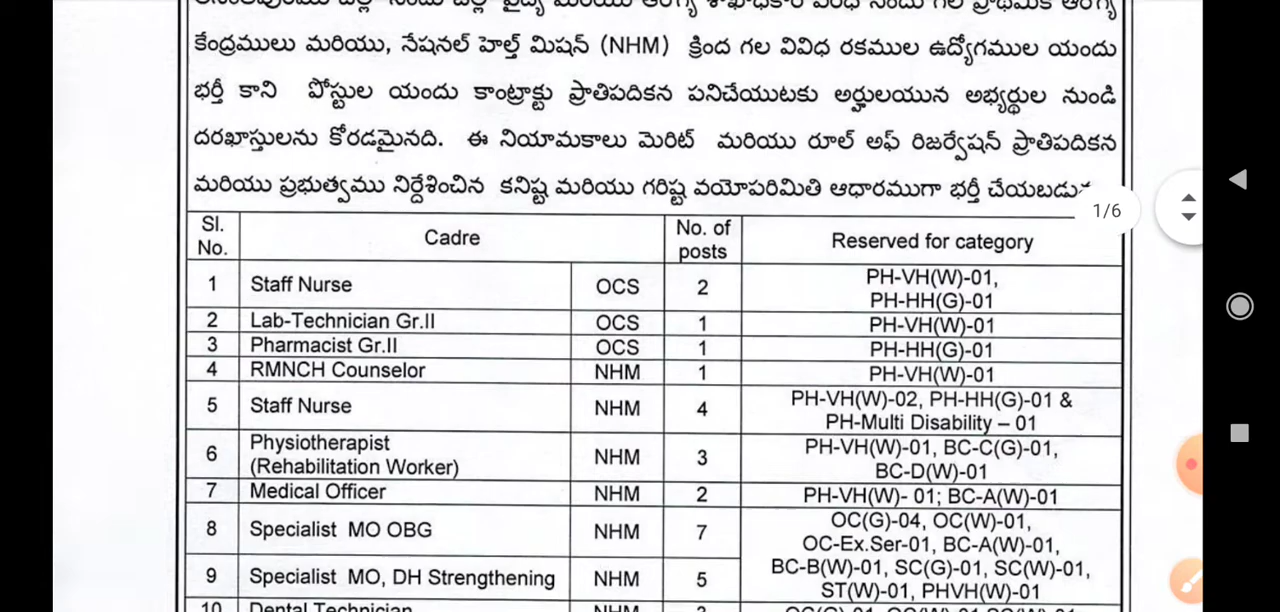 కేంద్రములు మరియు, నేషనల్ హెల్త్ మిషన్ (NHM) క్రింద గల వివిధ రకముల ఉద్యోగముల యందు
భర్తీ కాని పోస్టుల యందు కాంట్రాక్టు ప్రాతిపదికన పనిచేయుటకు అర్హులయున అభ్యర్థుల నుండి
దరఖాస్తులను కోరడమైనది. ఈ నియామకాలు మెరిట్ మరియు రూల్ అఫ్ రిజర్వేషన్ ప్రాతిపదికన
మరియు ప్రభుత్వము నిర్దేశించిన కనిష్ట మరియు గరిష్ట వయోపరిమితి ఆధారముగా భర్తీ
1/6
Sl. No. Cadre No. of posts Reserved for category
1 Staff Nurse OCS 2 PH-VH(W)-01,
PH-HH(G)-01
2 Lab-Technician Gr.II OCS 1 PH-VH(W)-01
3 Pharmacist Gr.II OCS 1 PH-HH(G)-01
4 RMNCH Counselor NHM 1 PH-VH(W)-01
5 Staff Nurse NHM 4 PH-VH(W)-02, PH-HH(G)-01 &
PH-Multi Disability – 01
6 Physiotherapist
(Rehabilitation Worker) NHM 3 PH-VH(W)-01, BC-C(G)-01,
BC-D(W)-01
7 Medical Officer NHM 2 PH-VH(W)- 01; BC-A(W)-01
8 Specialist MO OBG NHM 7 OC(G)-04, OC(W)-01,
OC-Ex.Ser-01, BC-A(W)-01,
BC-B(W)-01, SC(G)-01, SC(W)-01,
9 Specialist MO, DH Strengthening NHM 5 ST(W)-01, PHVH(W)-01
10 Dental Technician NHM